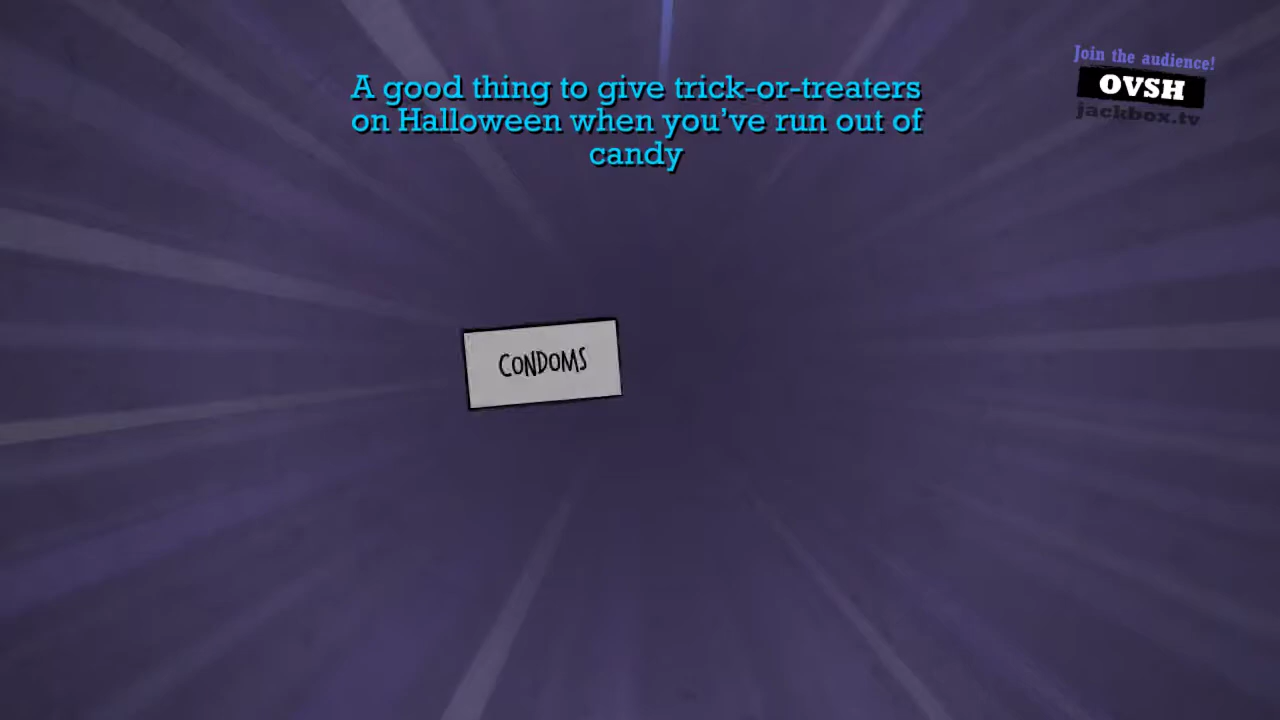 A good thing to give trick-or-treaters
on Halloween when you've run out of
candy
Join the audience!
OVSH
jackbox.tv
CONDOMS